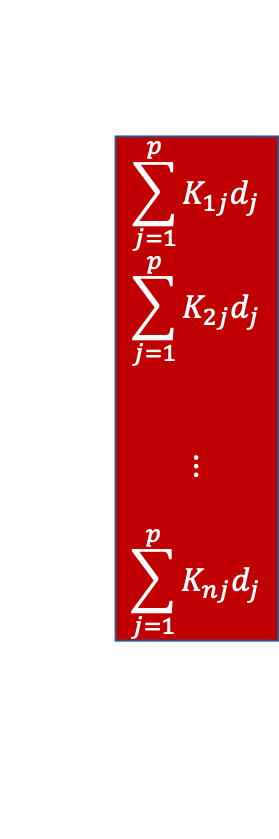 ∑_{j=1}^{p} K_{1j}d_j
∑_{j=1}^{p} K_{2j}d_j
⋮
∑_{j=1}^{p} K_{nj}d_j